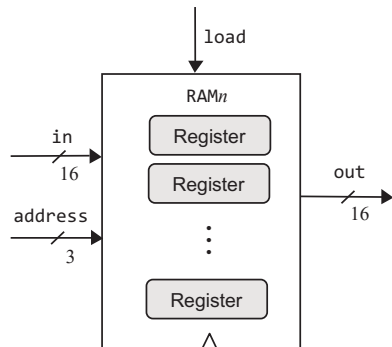 load
RAMn
in
16
Register
Register
out
16
address
3
Register